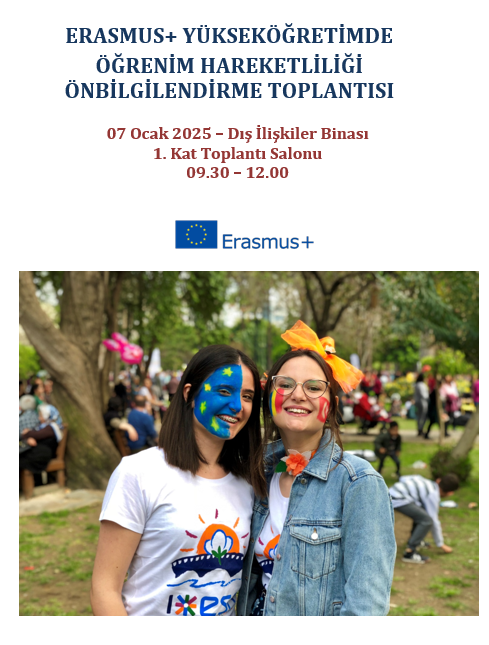 ERASMUS+ YÜKSEKÖĞRETİMDE
ÖĞRENİM HAREKETLİLİĞİ
ÖNBİLGİLENDİRME TOPLANTISI
07 Ocak 2025 – Dış İlişkiler Binası
1. Kat Toplantı Salonu
09.30 – 12.00
Erasmus+